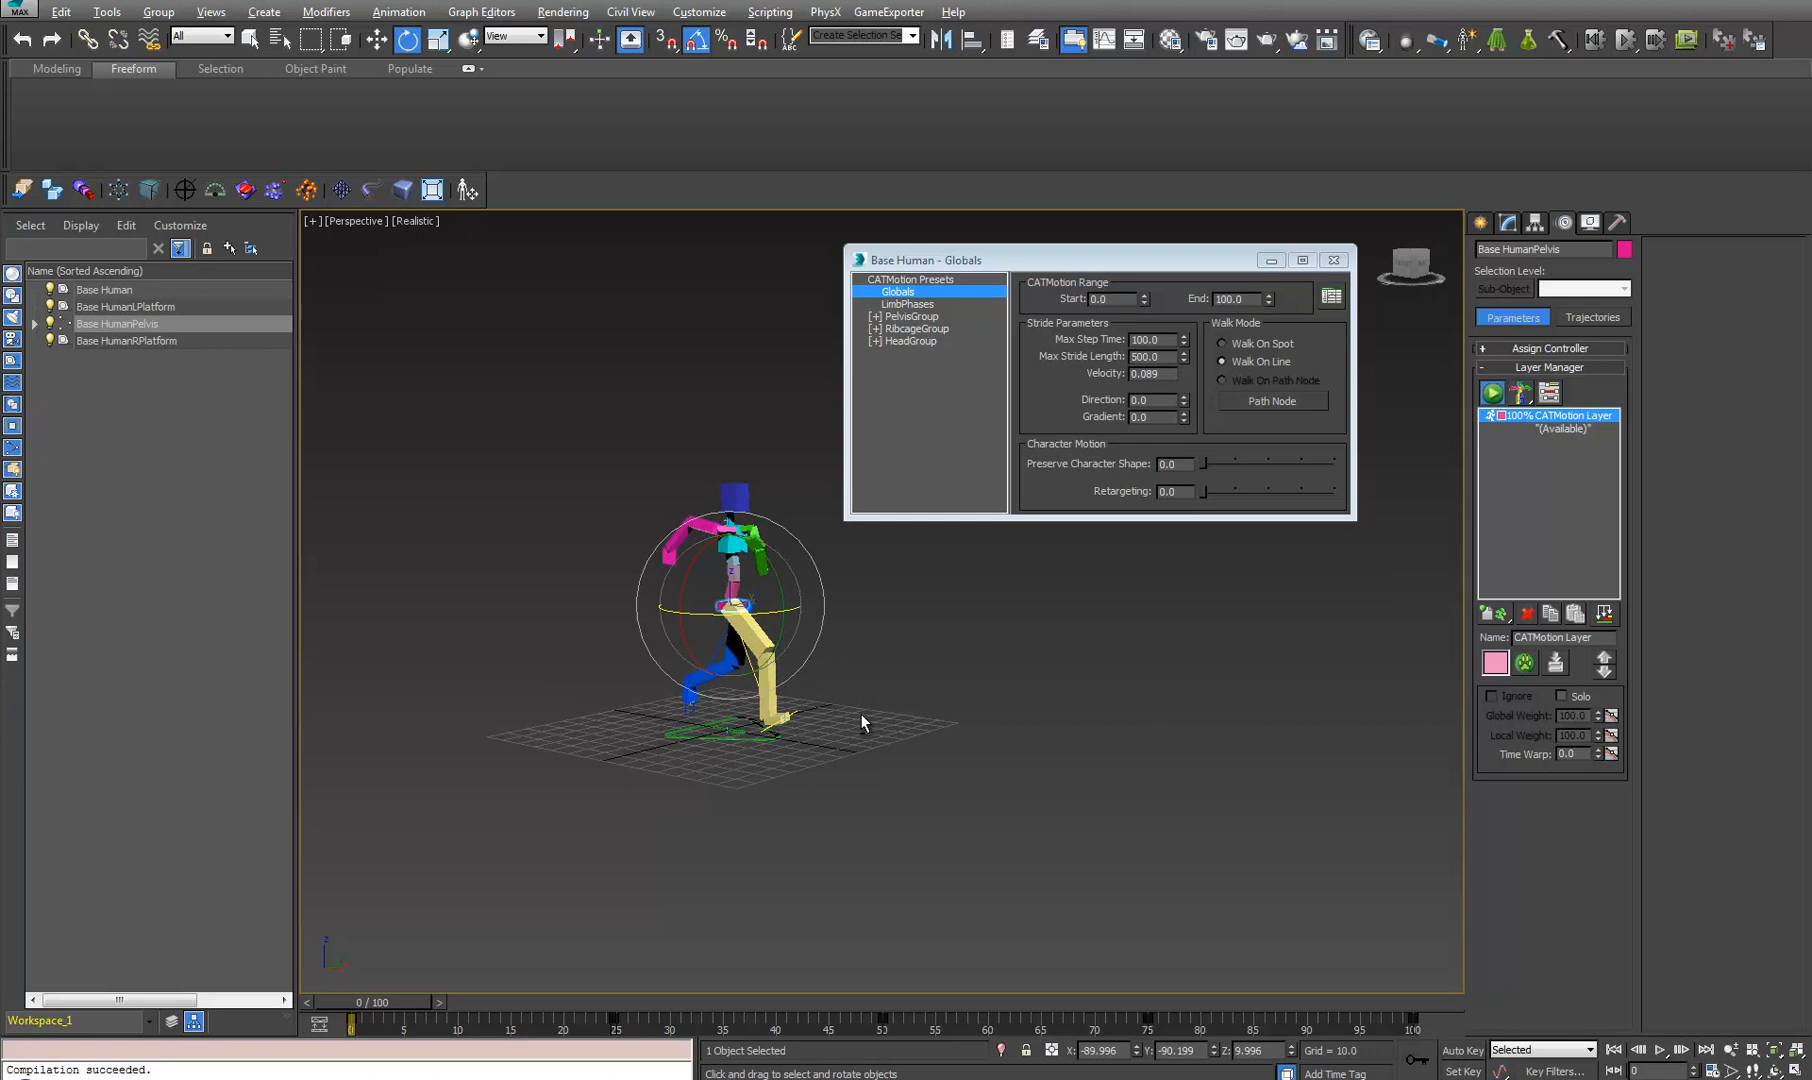 MAX
Edit Tools Group Views Create Modifiers Animation Graph Editors Rendering Civil View Customize Scripting PhysX GameExporter Help
All View 3 Create Selection Se
Modeling Freeform Selection Object Paint Populate
Select Display Edit Customize
[+] [Perspective] [Realistic]
Name (Sorted Ascending)
Base Human
Base HumanLPlatform
Base HumanPelvis
Base HumanRPlatform
Base Human - Globals
CATMotion Presets
Globals
LimbPhases
[+] PelvisGroup
[+] RibcageGroup
[+] HeadGroup
CATMotion Range
Start: 0.0 End: 100.0
Stride Parameters
Max Step Time: 100.0
Max Stride Length: 500.0
Velocity: 0.089
Direction: 0.0
Gradient: 0.0
Walk Mode
Walk On Spot
Walk On Line
Walk On Path Node
Path Node
Character Motion
Preserve Character Shape: 0.0
Retargeting: 0.0
Base HumanPelvis
Selection Level:
Sub-Object
Parameters Trajectories
+ Assign Controller
- Layer Manager
100% CATMotion Layer
"(Available)"
Name: CATMotion Layer
Ignore Solo
Global Weight: 100.0
Local Weight: 100.0
Time Warp: 0.0
z
< 0 / 100 >
Workspace_1
0 5 10 15 20 25 30 35 40 45 50 55 60 65 70 75 80 85 90 95 100
1 Object Selected X: -89.996 Y: -90.199 Z: 9.996 Grid = 10.0 Auto Key Selected
Compilation succeeded. Click and drag to select and rotate objects Add Time Tag Set Key Key Filters... 0